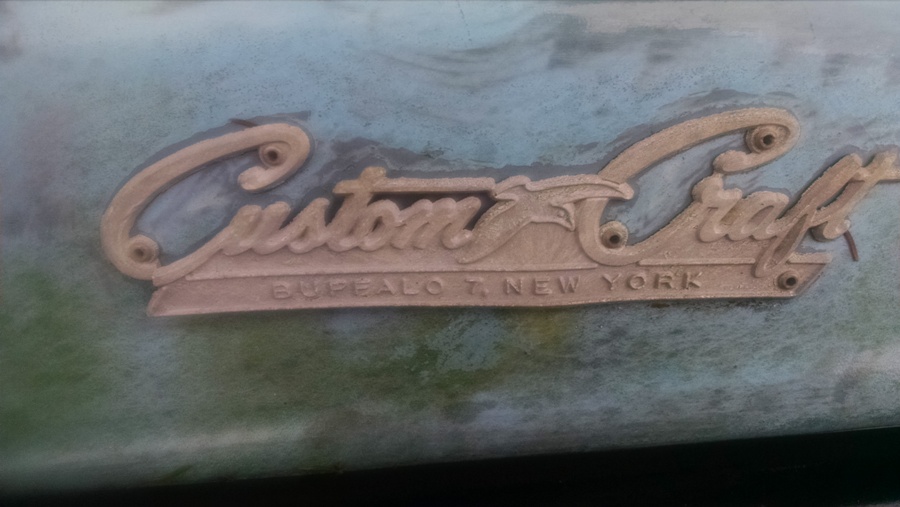 Custom Craft
BUFFALO 7, NEW YORK